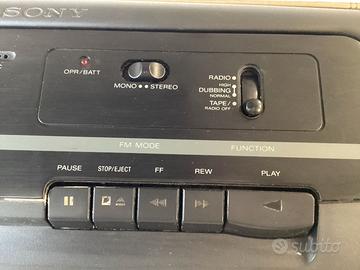 SONY
OPR/BATT
MONO
STEREO
RADIO
HIGH
DUBBING
NORMAL
TAPE/
RADIO OFF
FM MODE
FUNCTION
PAUSE
STOP/EJECT
FF
REW
PLAY
subito